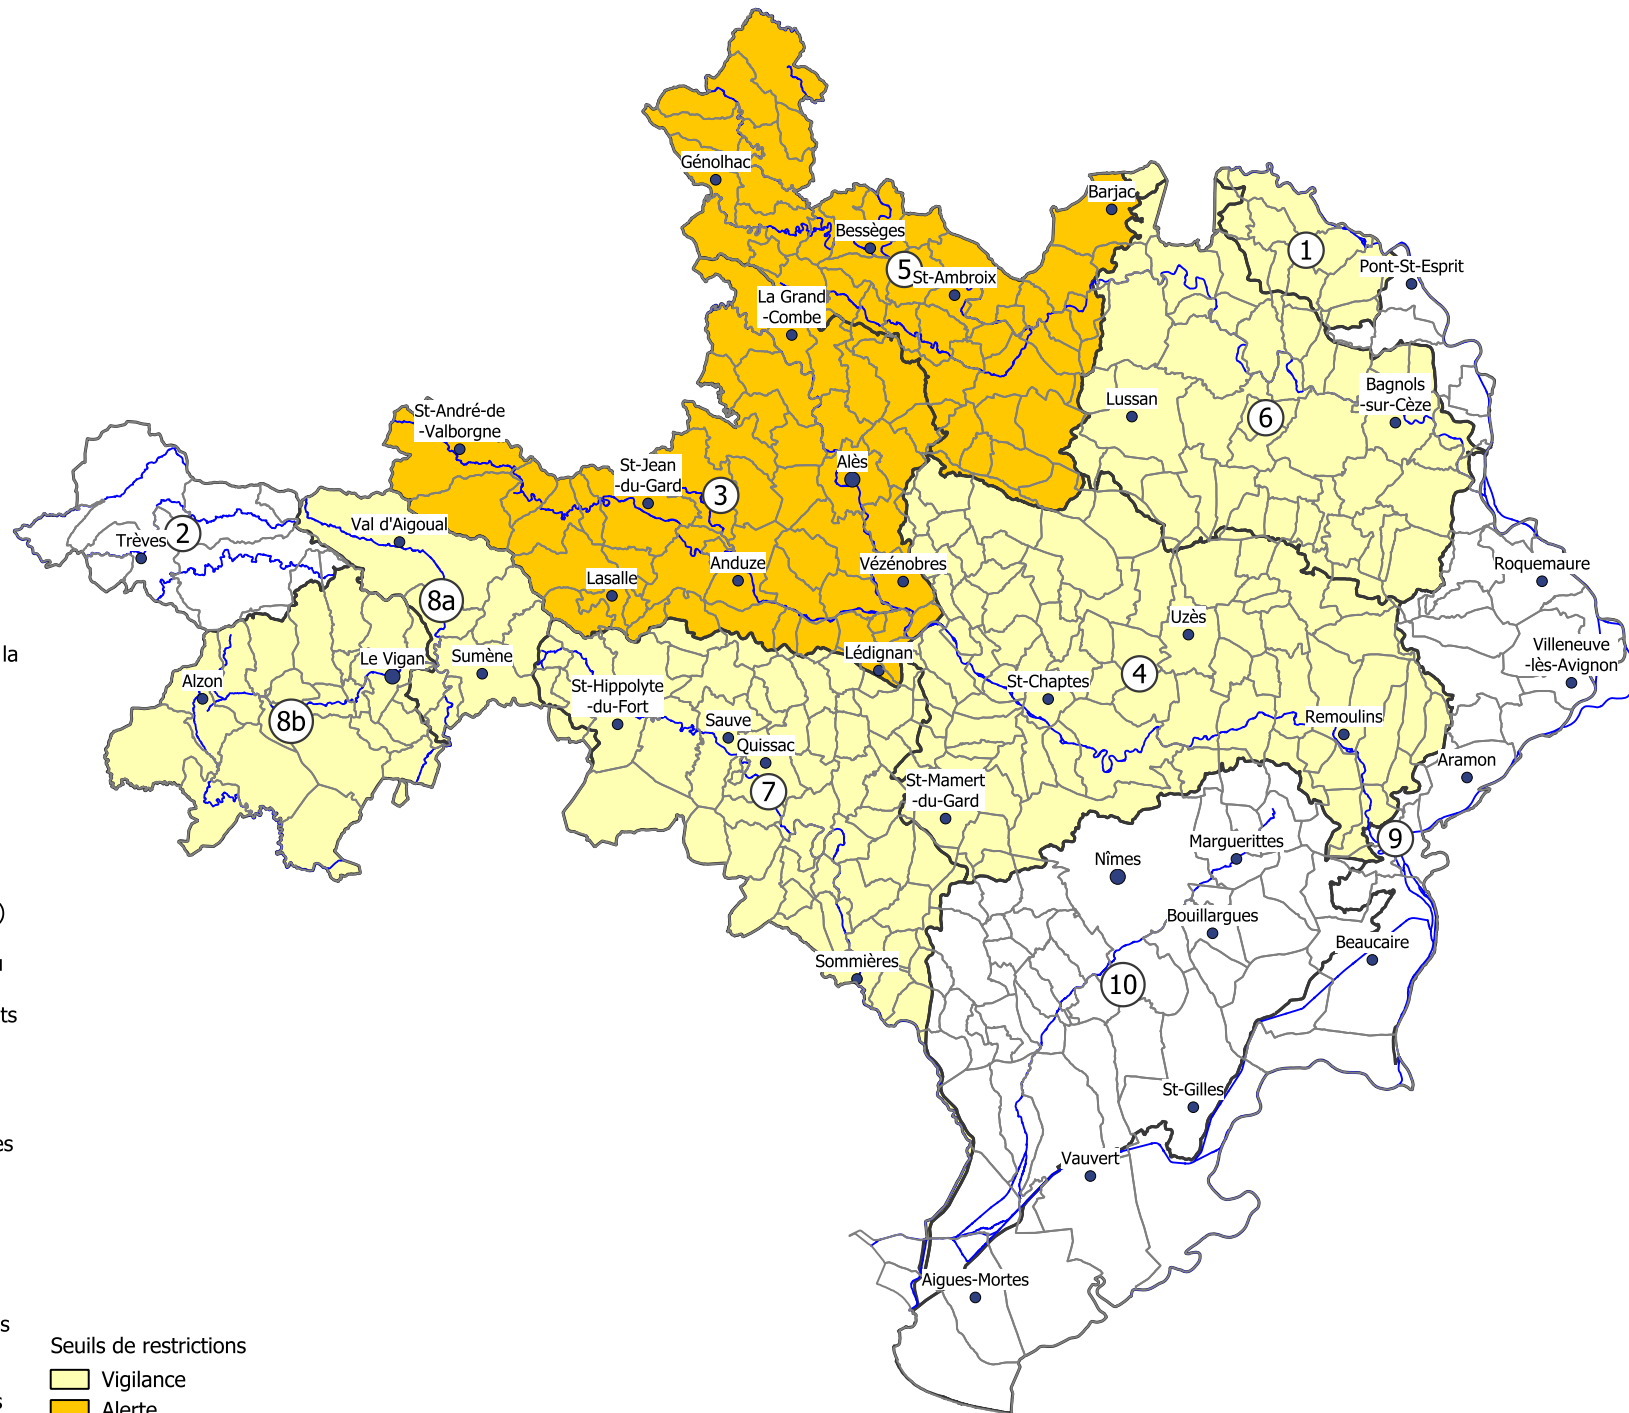 Génolhac
Barjac
Bessèges
1
5
St-Ambroix
Pont-St-Esprit
La Grand
-Combe
Lussan
Bagnols
-sur-Cèze
6
St-André-de
-Valborgne
St-Jean
-du-Gard
Alès
3
Val d'Aigoual
2
Trèves
Anduze
Vézénobres
Roquemaure
Lasalle
8a
Uzès
Villeneuve
-lès-Avignon
la
Le Vigan
Sumène
Lédignan
Alzon
St-Hippolyte
-du-Fort
St-Chaptes
4
8b
Sauve
Quissac
Remoulins
7
St-Mamert
-du-Gard
Aramon
Nîmes
Marguerittes
9
)
Bouillargues
Beaucaire
Sommières
10
ts
St-Gilles
es
Vauvert
Aigues-Mortes
s
Seuils de restrictions
Vigilance
Alerte
s